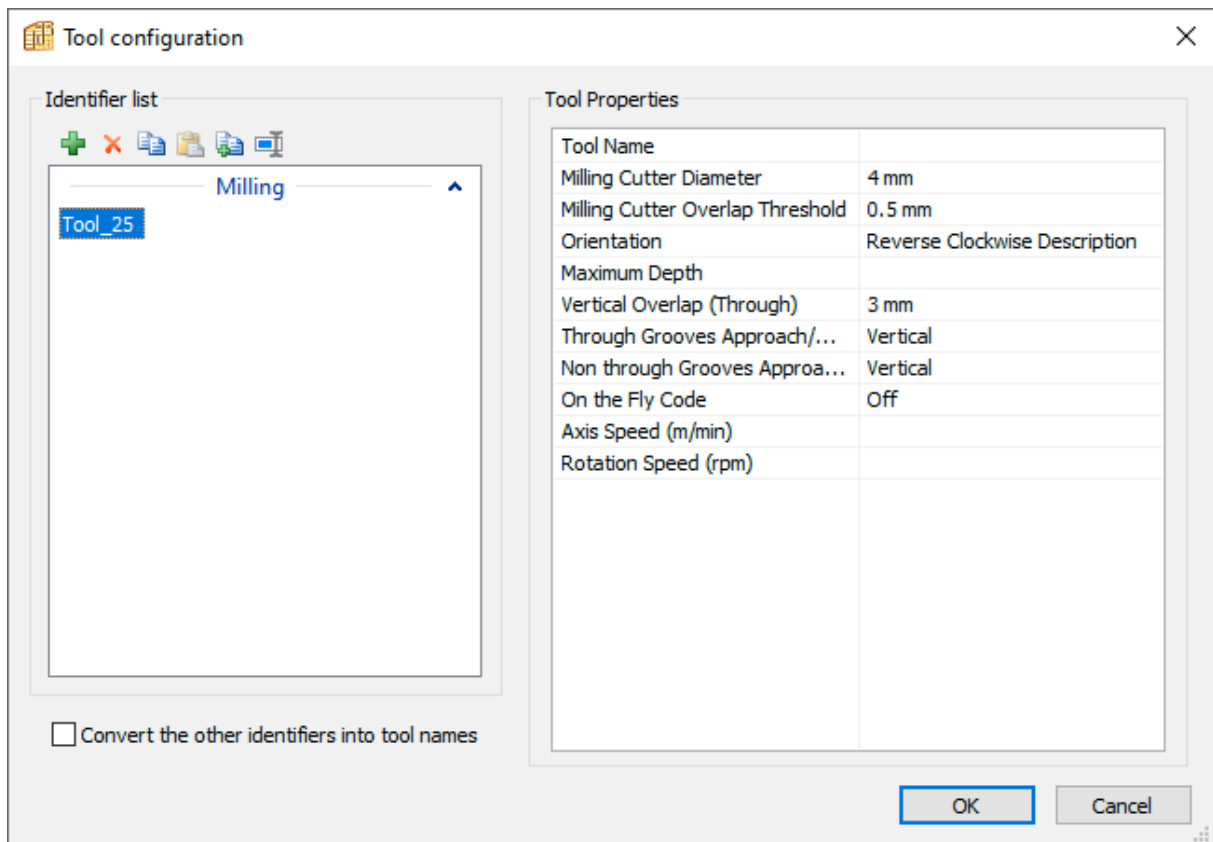 Tool configuration
Identifier list
Milling
Tool_25
Convert the other identifiers into tool names
Tool Properties
Tool Name
Milling Cutter Diameter 4 mm
Milling Cutter Overlap Threshold 0.5 mm
Orientation Reverse Clockwise Description
Maximum Depth
Vertical Overlap (Through) 3 mm
Through Grooves Approach/... Vertical
Non through Grooves Approa... Vertical
On the Fly Code Off
Axis Speed (m/min)
Rotation Speed (rpm)
OK Cancel